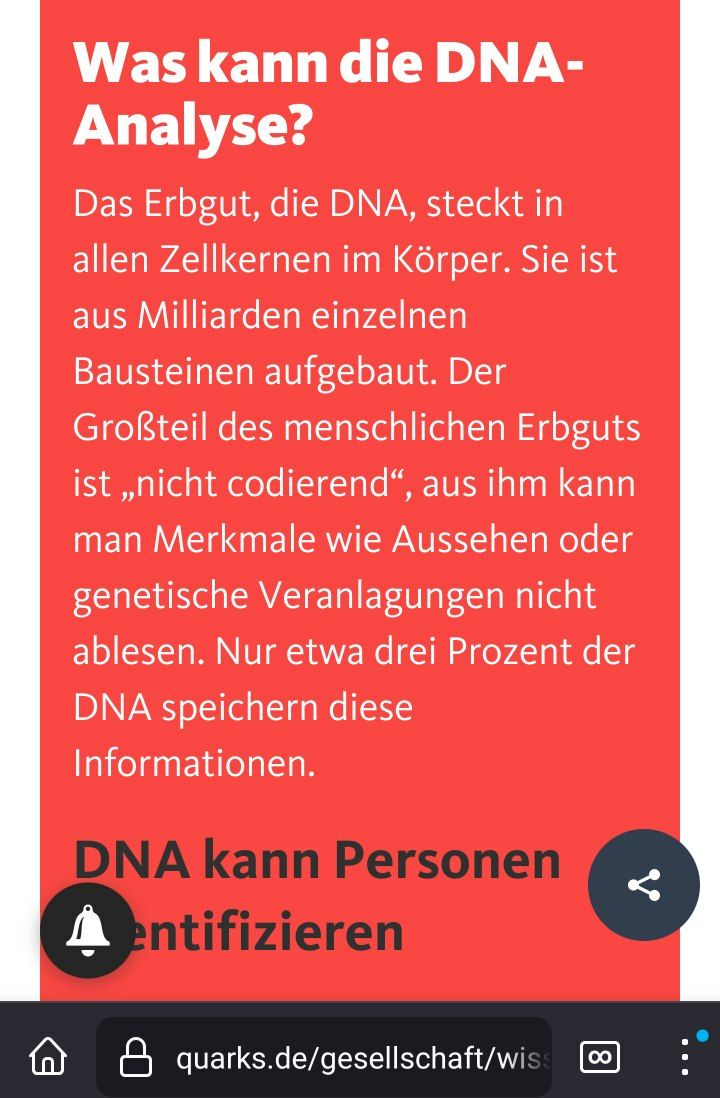 Was kann die DNA-
Analyse?
Das Erbgut, die DNA, steckt in
allen Zellkernen im Körper. Sie ist
aus Milliarden einzelnen
Bausteinen aufgebaut. Der
Großteil des menschlichen Erbguts
ist „nicht codierend“, aus ihm kann
man Merkmale wie Aussehen oder
genetische Veranlagungen nicht
ablesen. Nur etwa drei Prozent der
DNA speichern diese
Informationen.
DNA kann Personen
entifizieren
quarks.de/gesellschaft/wiss